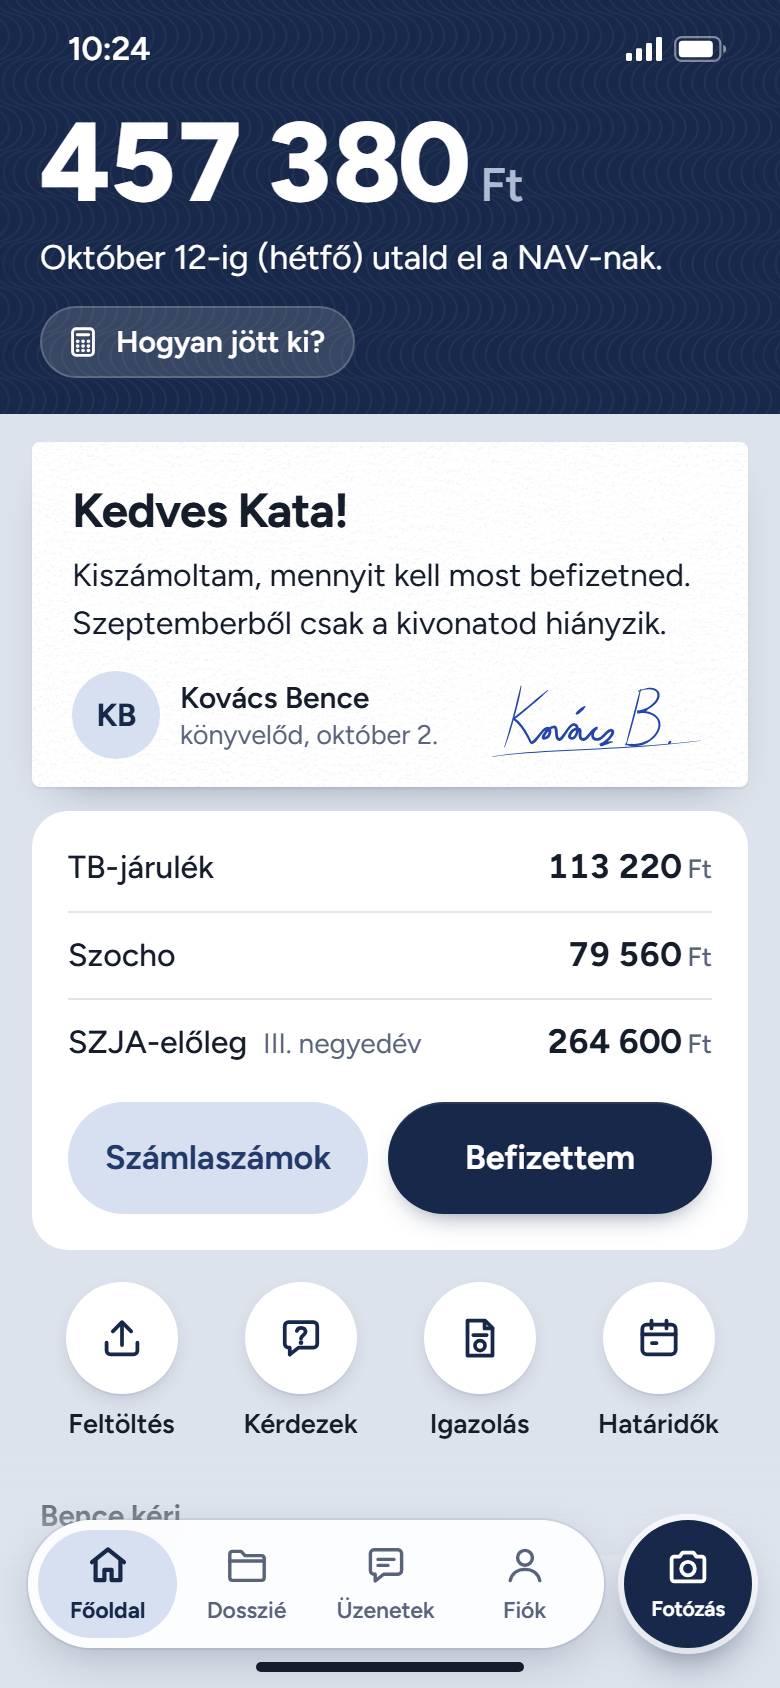 10:24
457 380 Ft
Október 12-ig (hétfő) utald el a NAV-nak.
Hogyan jött ki?
Kedves Kata!
Kiszámoltam, mennyit kell most befizetned.
Szeptemberből csak a kivonatod hiányzik.
KB
Kovács Bence
könyvelőd, október 2.
Kovács B.
TB-járulék 113 220 Ft
Szocho 79 560 Ft
SZJA-előleg III. negyedév 264 600 Ft
Számlaszámok Befizettem
Feltöltés Kérdezek Igazolás Határidők
Bence kéri
Főoldal Dosszié Üzenetek Fiók Fotózás